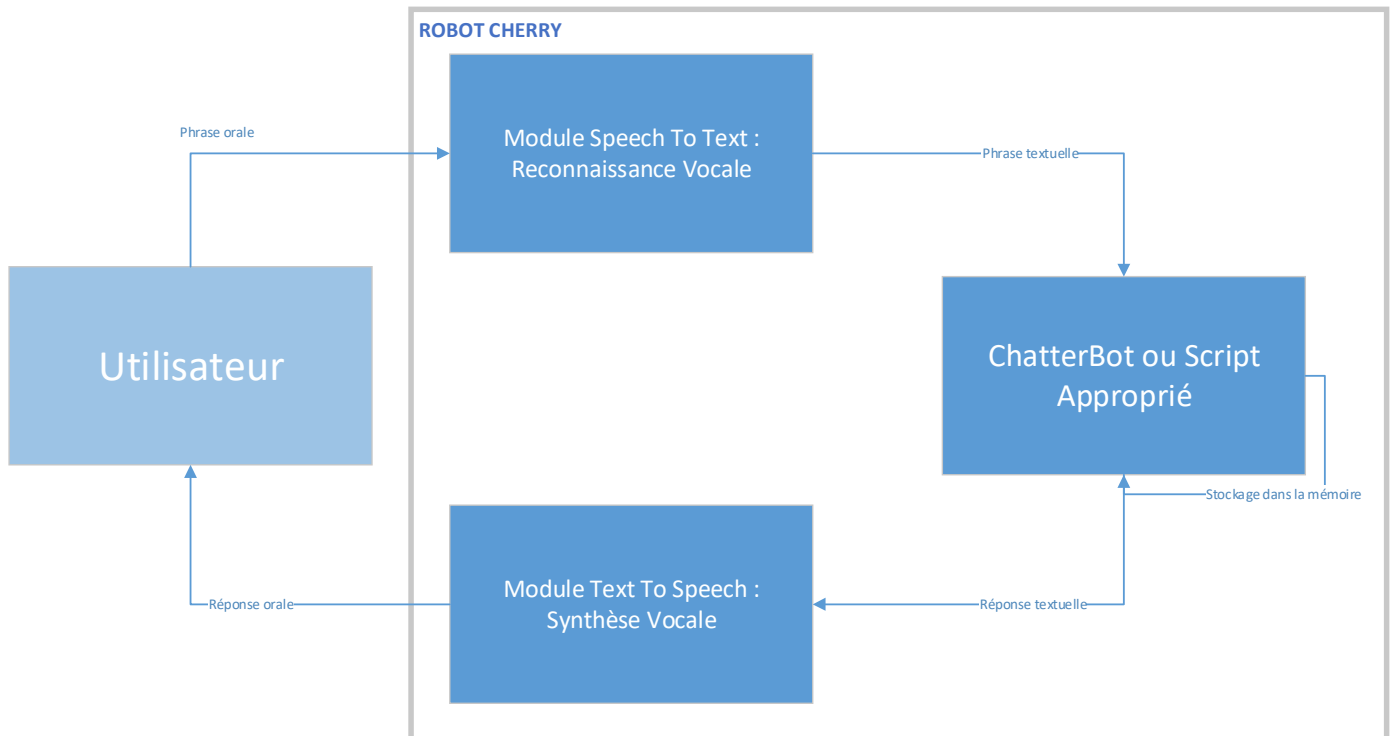 ROBOT CHERRY
Phrase orale
Module Speech To Text :
Reconnaissance Vocale
Phrase textuelle
Utilisateur
ChatterBot ou Script
Approprié
Stockage dans la mémoire
Module Text To Speech :
Synthèse Vocale
Réponse orale
Réponse textuelle